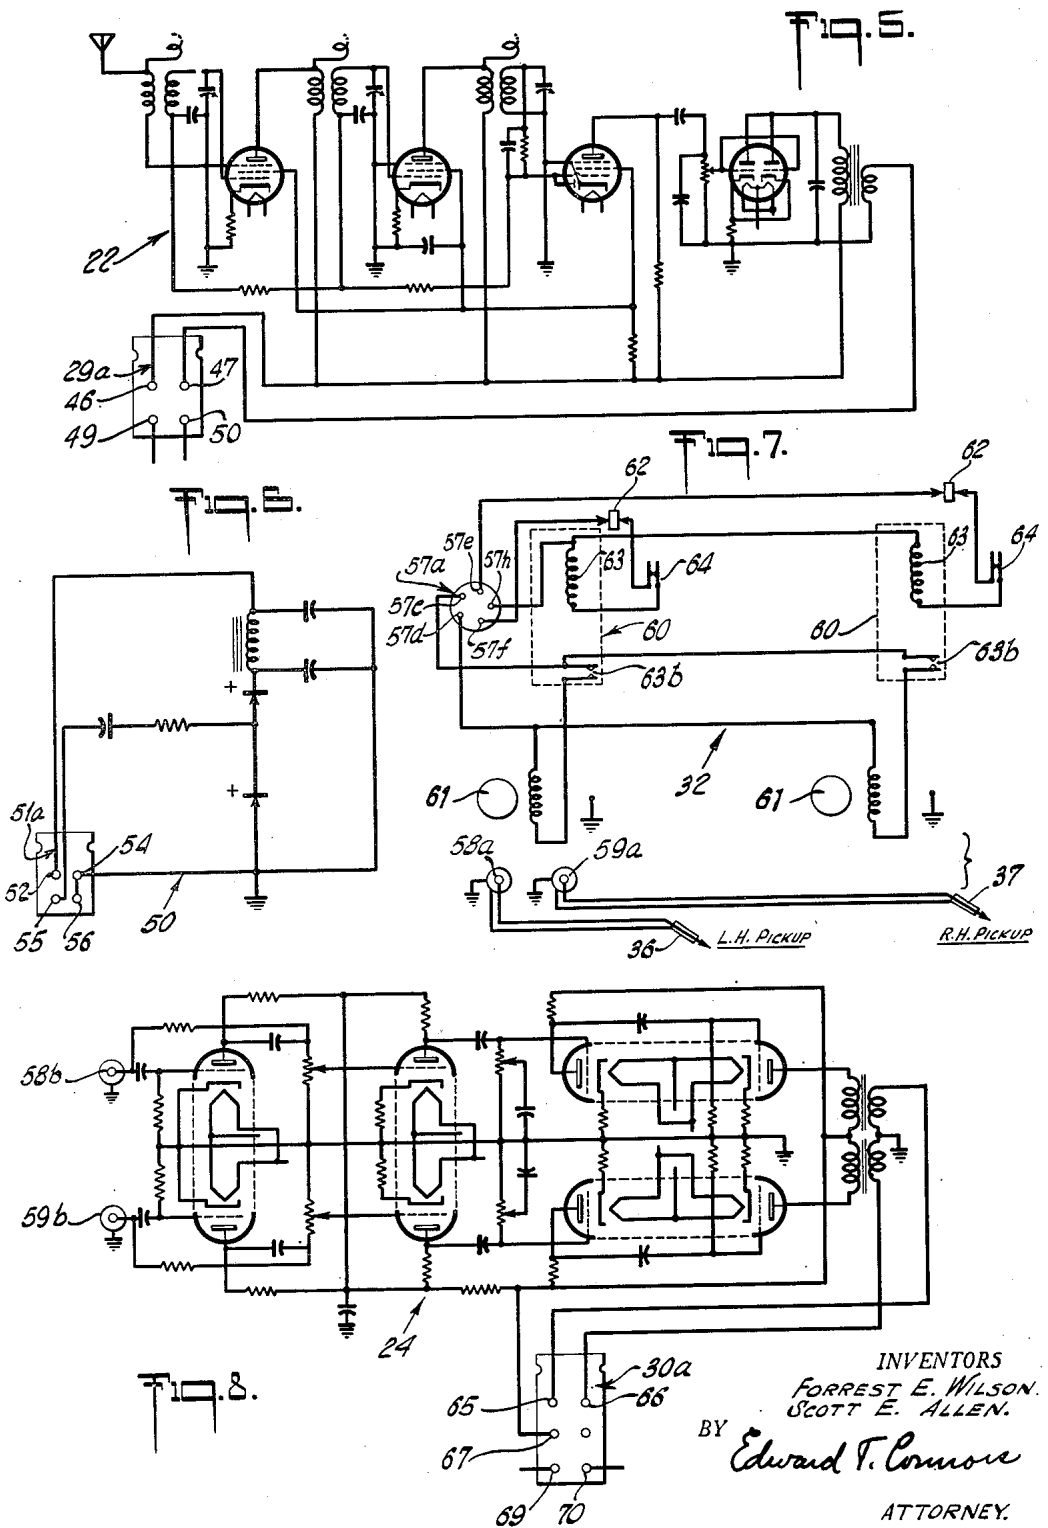 Fig. 5.
22
29a
47
46
49
50
Fig. 6.
51a
54
52
55
56
50
Fig. 7.
62
62
57e
57a
57h
63
64
63
64
57c
57d
57f
60
60
63b
63b
32
61
61
58a
59a
37
36
L.H. PICKUP
R.H. PICKUP
58b
59b
24
Fig. 8.
30a
65
66
67
69
70
INVENTORS
FORREST E. WILSON.
SCOTT E. ALLEN.
BY
Edward T. Connors
ATTORNEY.